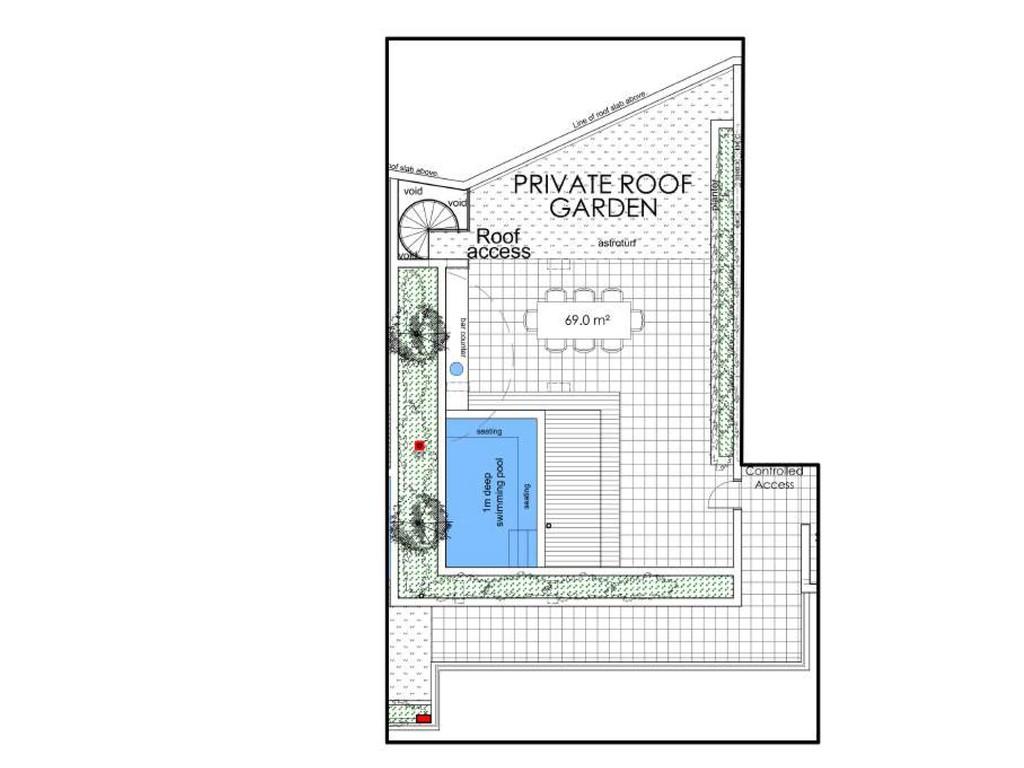 Line of roof slab above.
roof slab above.
void
void
PRIVATE ROOF
GARDEN
planter
Roof
access
astroturf
void
69.0 m²
bar counter
seating
1m deep
swimming pool
seating
Controlled
Access